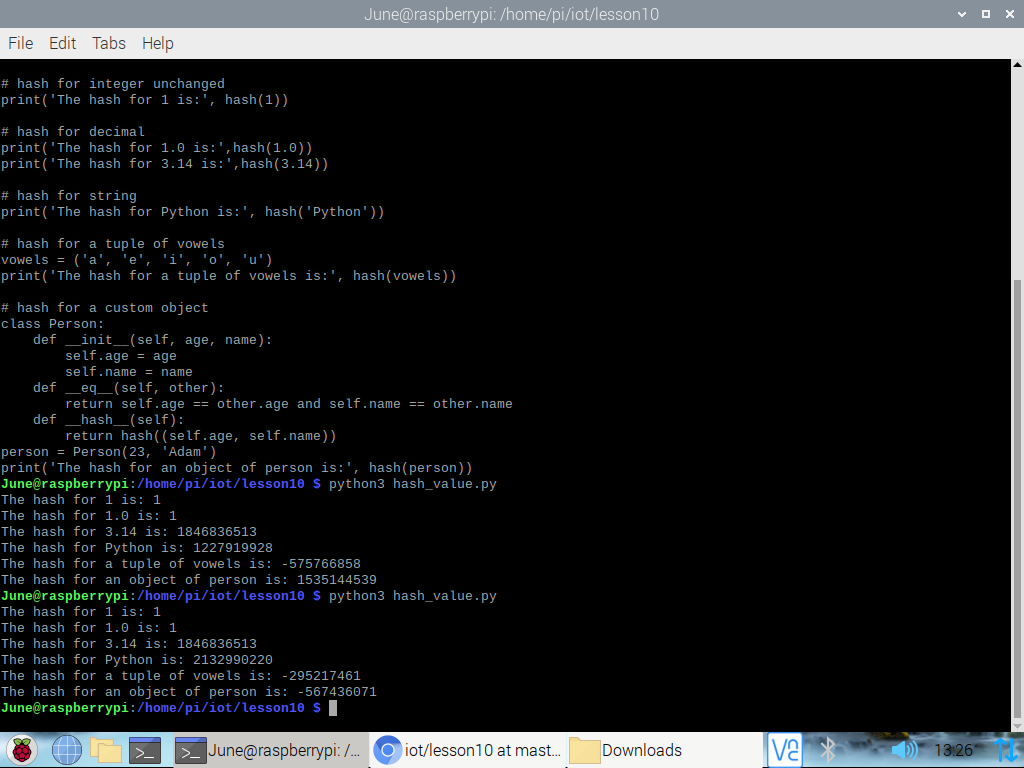 June@raspberrypi: /home/pi/iot/lesson10
File Edit Tabs Help
# hash for integer unchanged
print('The hash for 1 is:', hash(1))
# hash for decimal
print('The hash for 1.0 is:',hash(1.0))
print('The hash for 3.14 is:',hash(3.14))
# hash for string
print('The hash for Python is:', hash('Python'))
# hash for a tuple of vowels
vowels = ('a', 'e', 'i', 'o', 'u')
print('The hash for a tuple of vowels is:', hash(vowels))
# hash for a custom object
class Person:
    def __init__(self, age, name):
        self.age = age
        self.name = name
    def __eq__(self, other):
        return self.age == other.age and self.name == other.name
    def __hash__(self):
        return hash((self.age, self.name))
person = Person(23, 'Adam')
print('The hash for an object of person is:', hash(person))
June@raspberrypi:/home/pi/iot/lesson10 $ python3 hash_value.py
The hash for 1 is: 1
The hash for 1.0 is: 1
The hash for 3.14 is: 1846836513
The hash for Python is: 1227919928
The hash for a tuple of vowels is: -575766858
The hash for an object of person is: 1535144539
June@raspberrypi:/home/pi/iot/lesson10 $ python3 hash_value.py
The hash for 1 is: 1
The hash for 1.0 is: 1
The hash for 3.14 is: 1846836513
The hash for Python is: 2132990220
The hash for a tuple of vowels is: -295217461
The hash for an object of person is: -567436071
June@raspberrypi:/home/pi/iot/lesson10 $
June@raspberrypi: /... iot/lesson10 at mast... Downloads 13:26